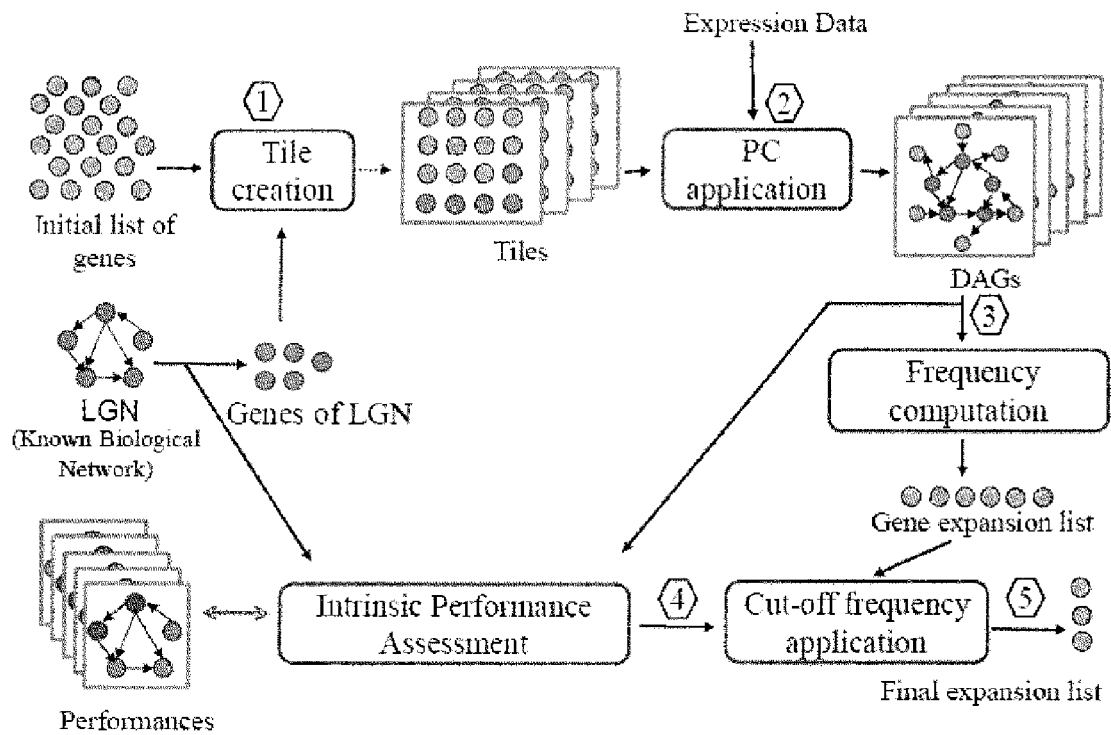 Expression Data
1
2
Tile
creation
PC
application
Initial list of
genes
Tiles
DAGs
3
LGN
(Known Biological
Network)
Genes of LGN
Frequency
computation
Gene expansion list
Intrinsic Performance
Assessment
4
Cut-off frequency
application
5
Final expansion list
Performances